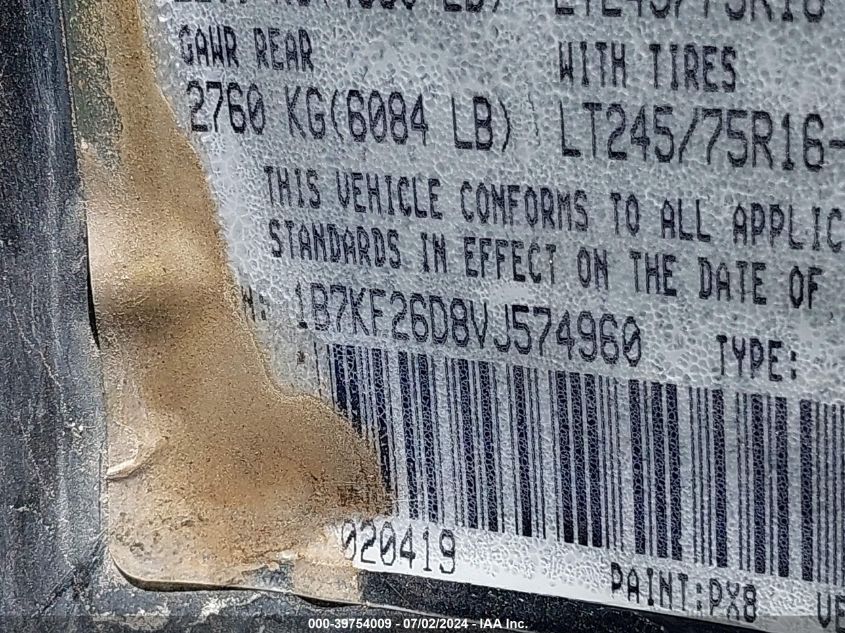 GAWR REAR WITH TIRES
2760 KG(6084 LB) LT245/75R16-
THIS VEHICLE CONFORMS TO ALL APPLIC
STANDARDS IN EFFECT ON THE DATE OF
1B7KF26D8VJ574960 TYPE:
020419
PAINT:PX8 VE
000-39754009 - 07/02/2024 - IAA Inc.